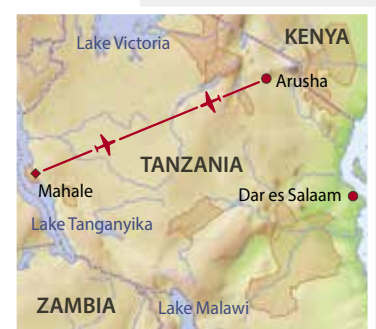 KENYA
Lake Victoria
Arusha
TANZANIA
Mahale
Dar es Salaam
Lake Tanganyika
ZAMBIA
Lake Malawi